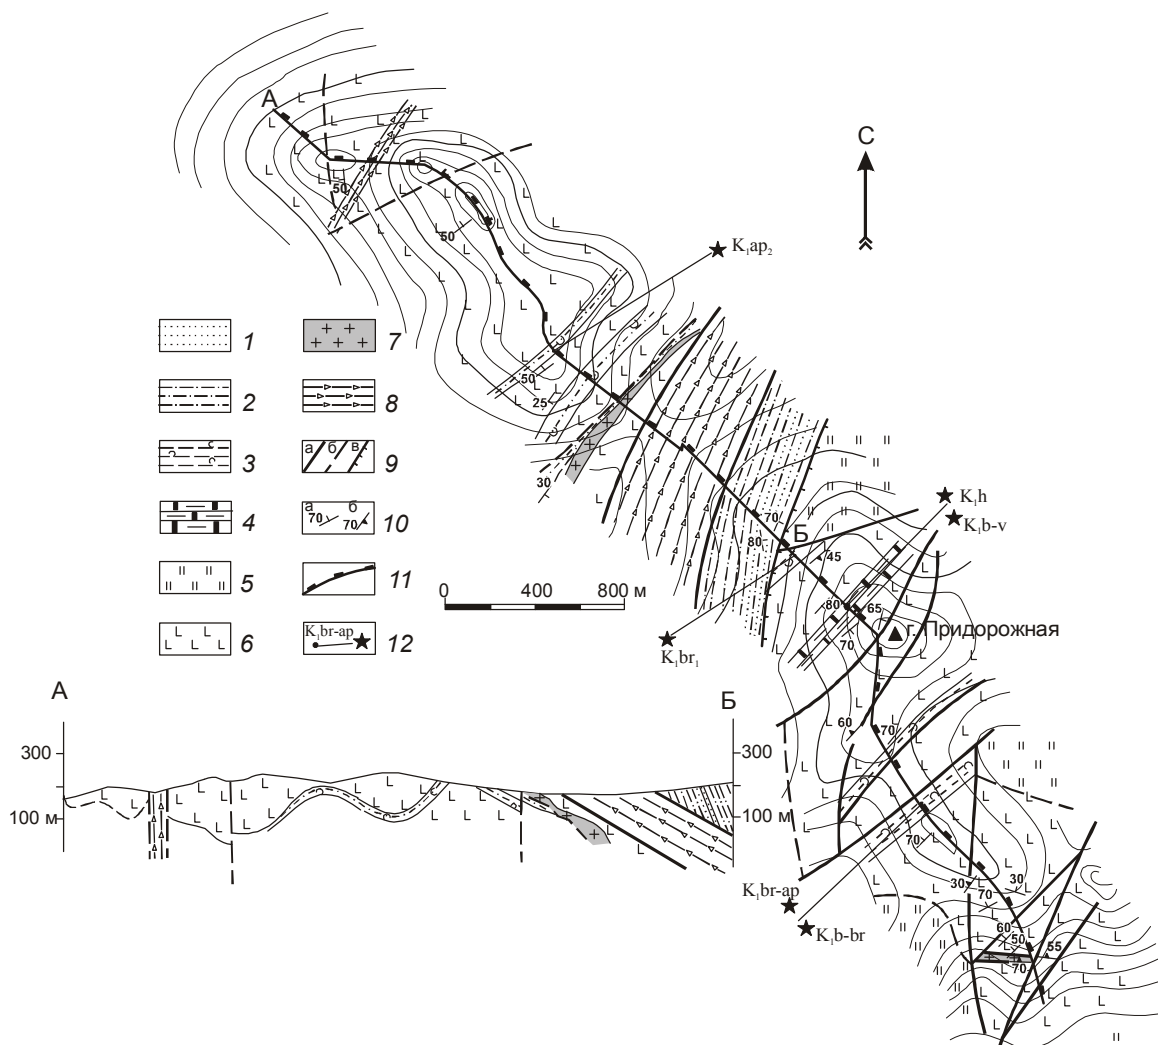 А
С
50
50
K₁ap₂
1
7
2
8
3
а б в
9
4
а
70
б
70
10
5
11
6
K₁br-ap
12
50
25
30
0 400 800 м
70
80
Б
45
K₁h
K₁b-v
80
65
70
г. Придорожная
K₁br₁
60
70
А
Б
300
300
100 м
100 м
70
K₁br-ap
K₁b-br
30
70
30
60
50
55
70